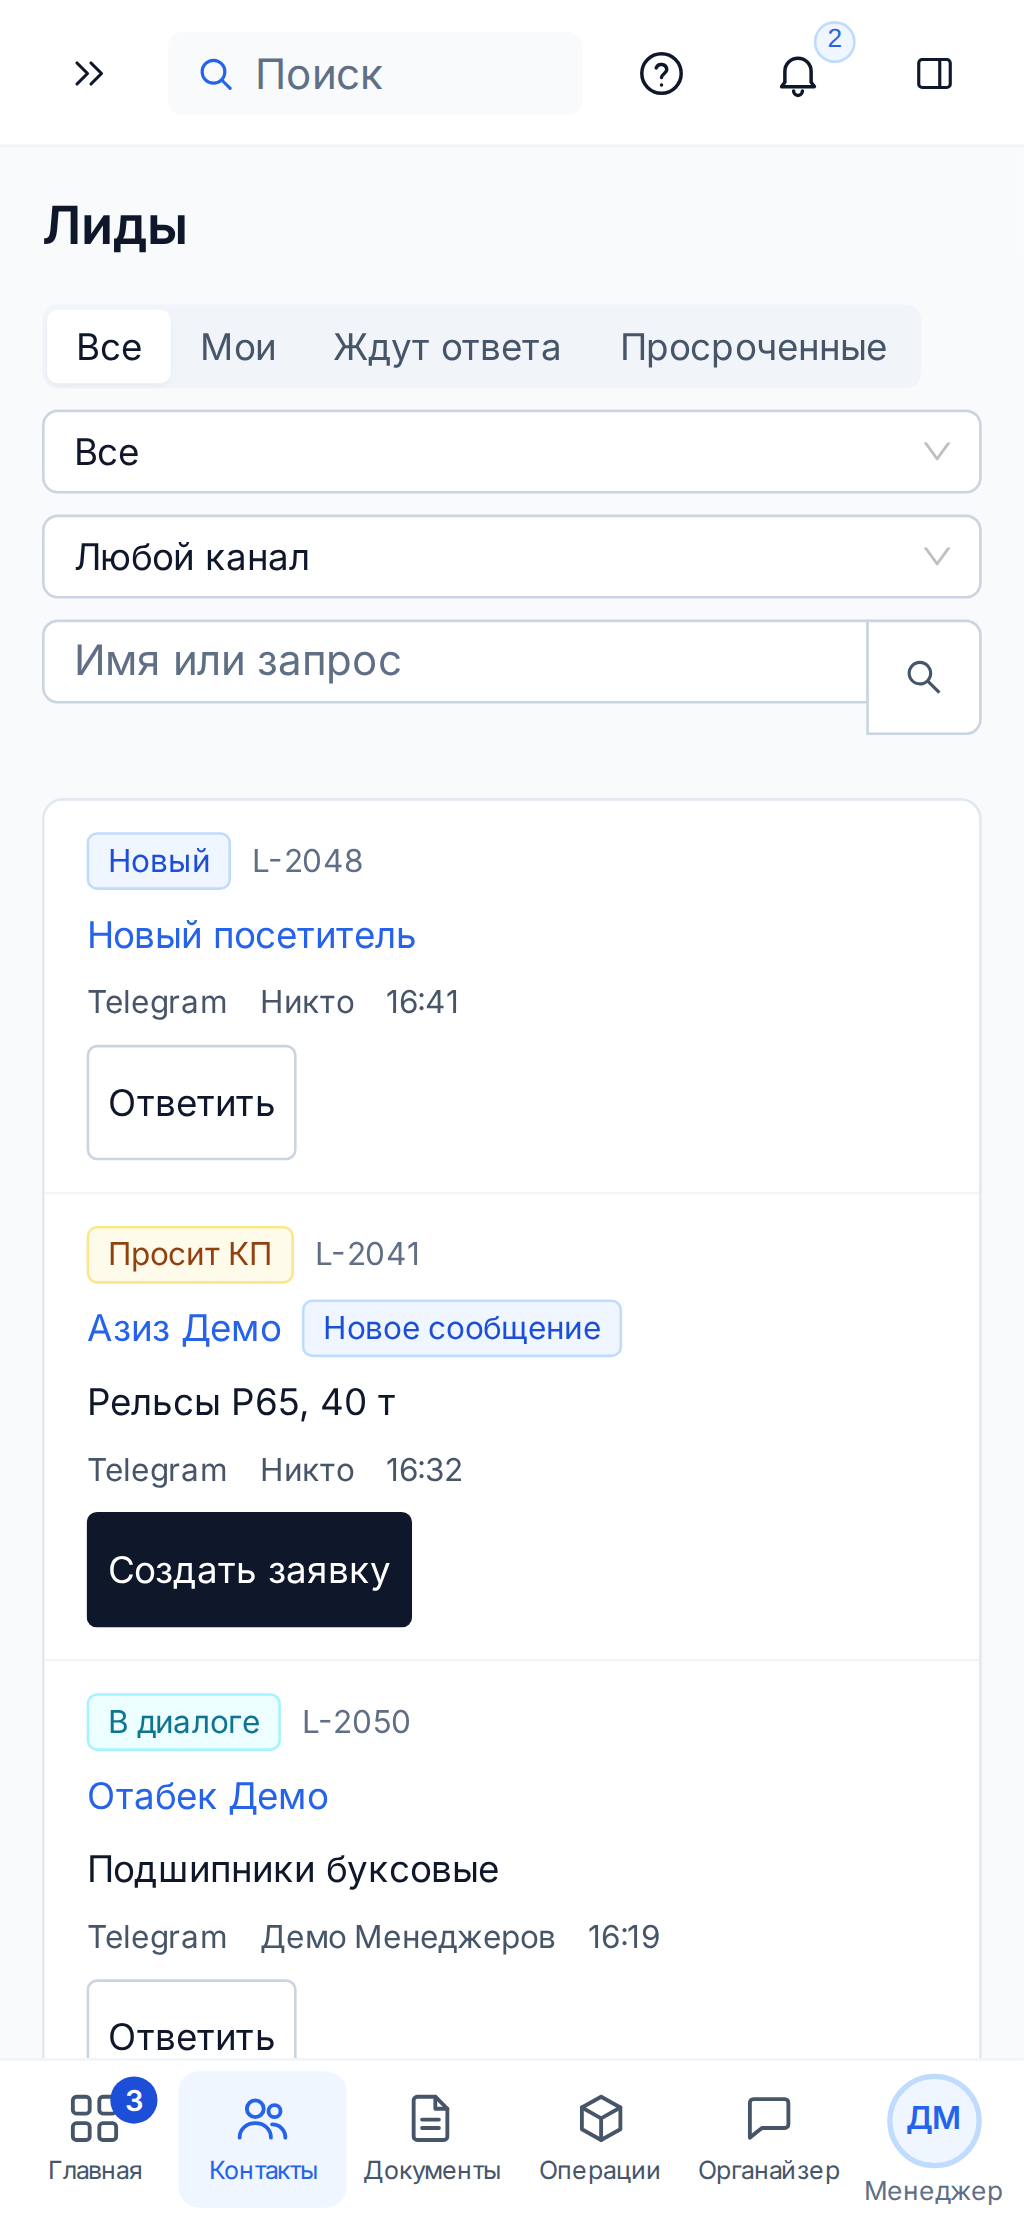 Поиск
2
Лиды
Все Мои Ждут ответа Просроченные
Все
Любой канал
Имя или запрос
Новый L-2048
Новый посетитель
Telegram Никто 16:41
Ответить
Просит КП L-2041
Азиз Демо Новое сообщение
Рельсы Р65, 40 т
Telegram Никто 16:32
Создать заявку
В диалоге L-2050
Отабек Демо
Подшипники буксовые
Telegram Демо Менеджеров 16:19
Ответить
3 ДМ
Главная Контакты Документы Операции Органайзер Менеджер